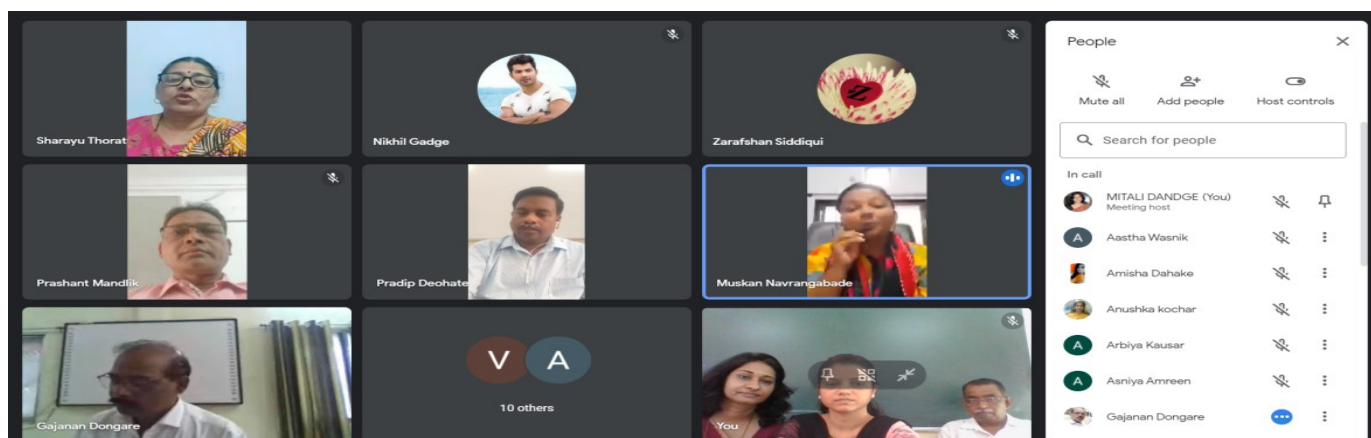 Sharayu Thorat
Nikhil Gadge
Zarafshan Siddiqui
Z
Prashant Mandlik
Pradip Deohate
Muskan Navrangabade
Gajanan Dongare
V A
10 others
You
People
Mute all
Add people
Host controls
Search for people
In call
MITALI DANDGE (You)
Meeting host
A Aastha Wasnik
Amisha Dahake
Anushka kochar
A Arbiya Kausar
A Asniya Amreen
Gajanan Dongare